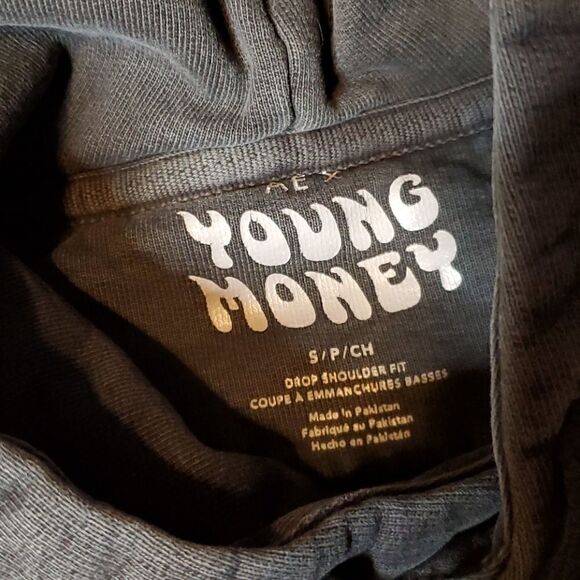 AE X
YOUNG
MONEY
S/P/CH
DROP SHOULDER FIT
COUPE À EMMANCHURES BASSES
Made in Pakistan
Fabriqué au Pakistan
Hecho en Pakistán